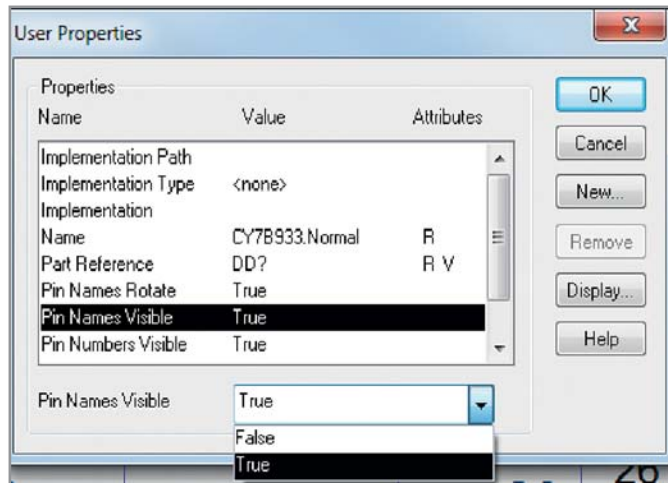 User Properties
Properties
Name Value Attributes
Implementation Path
Implementation Type <none>
Implementation
Name CY7B933.Normal R
Part Reference DD? R V
Pin Names Rotate True
Pin Names Visible True
Pin Numbers Visible True
Pin Names Visible True
False
True
OK
Cancel
New...
Remove
Display...
Help
26